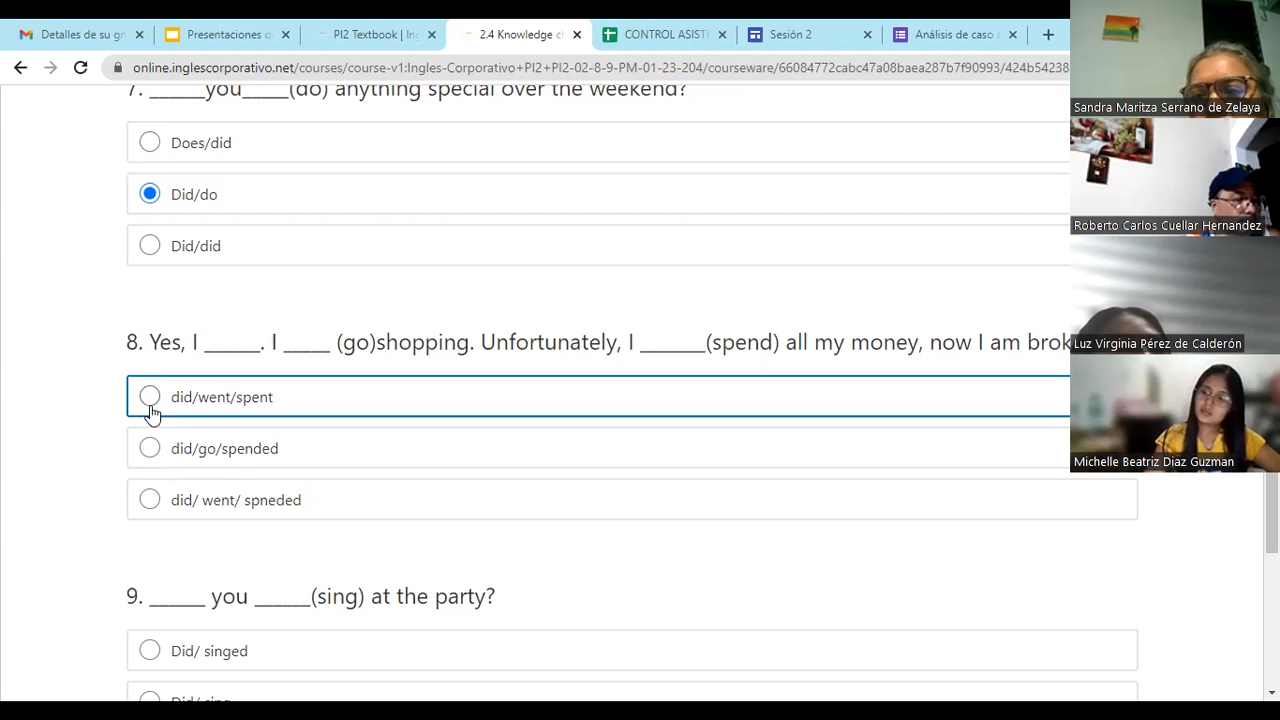 Detalles de su gr
Presentaciones d
PI2 Textbook | In
2.4 Knowledge c
CONTROL ASIST
Sesión 2
Análisis de caso
online.inglescorporativo.net/courses/course-v1:Ingles-Corporativo+PI2+PI2-02-8-9-PM-01-23-204/courseware/66084772cabc47a08baea287b7f90993/424b54238
7. ______you_____(do) anything special over the weekend?
Does/did
Did/do
Did/did
8. Yes, I ______. I _____ (go)shopping. Unfortunately, I _______(spend) all my money, now I am brok
did/went/spent
did/go/spended
did/ went/ spneded
9. ______ you ______(sing) at the party?
Did/ singed
Did/ sing
Sandra Maritza Serrano de Zelaya
Roberto Carlos Cuellar Hernandez
Luz Virginia Pérez de Calderón
Michelle Beatriz Diaz Guzman